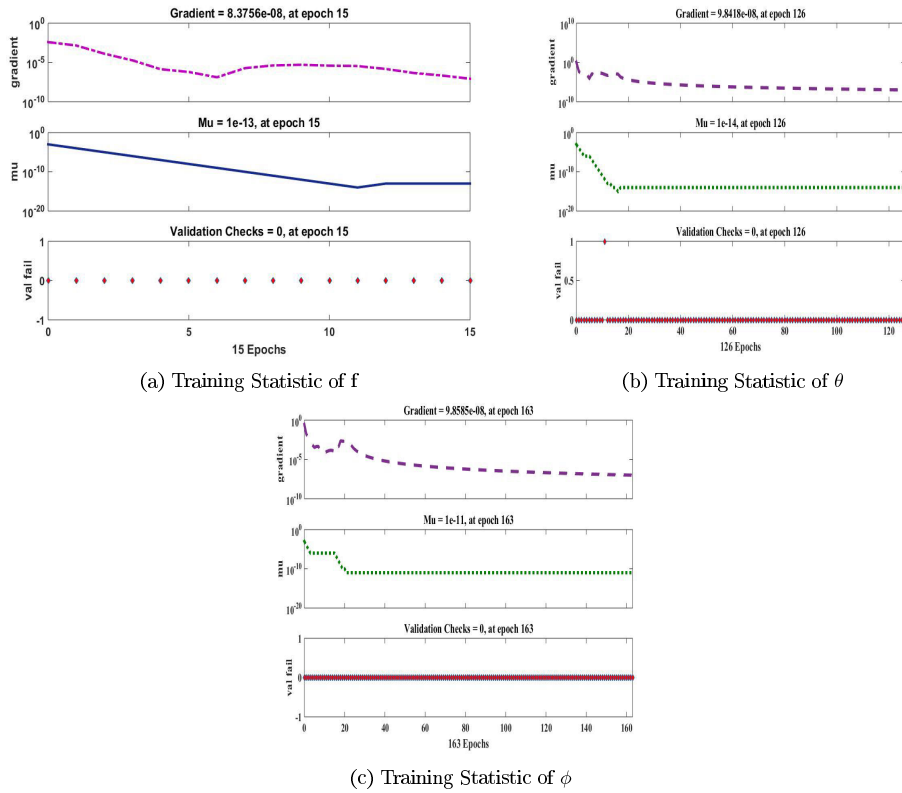 Gradient = 8.3756e-08, at epoch 15
10^0
10^-5
10^-10
gradient
Mu = 1e-13, at epoch 15
10^0
10^-10
10^-20
mu
Validation Checks = 0, at epoch 15
1
0
-1
val fail
0 5 10 15
15 Epochs
(a) Training Statistic of f
Gradient = 9.8418e-08, at epoch 126
10^10
10^0
10^-10
gradient
Mu = 1e-14, at epoch 126
10^0
10^-10
10^-20
mu
Validation Checks = 0, at epoch 126
1
0.5
0
val fail
0 20 40 60 80 100 120
126 Epochs
(b) Training Statistic of θ
Gradient = 9.8585e-08, at epoch 163
10^0
10^-5
10^-10
gradient
Mu = 1e-11, at epoch 163
10^0
10^-10
10^-20
mu
Validation Checks = 0, at epoch 163
1
0
-1
val fail
0 20 40 60 80 100 120 140 160
163 Epochs
(c) Training Statistic of ϕ